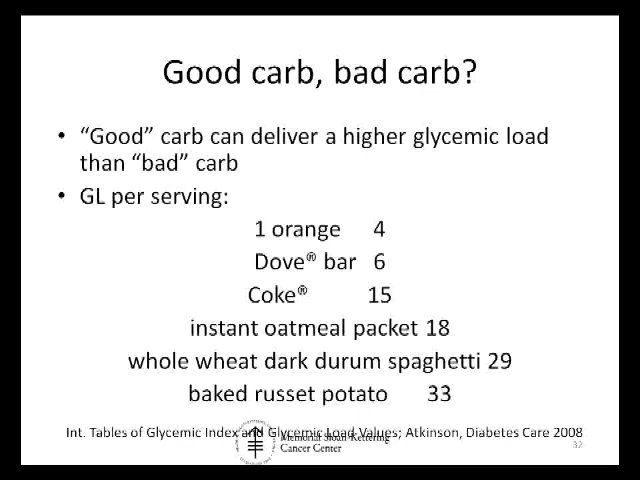 Good carb, bad carb?
• “Good” carb can deliver a higher glycemic load
than “bad” carb
• GL per serving:
1 orange 4
Dove® bar 6
Coke® 15
instant oatmeal packet 18
whole wheat dark durum spaghetti 29
baked russet potato 33
Int. Tables of Glycemic Index and Glycemic Load Values; Atkinson, Diabetes Care 2008
Memorial Sloan-Kettering
Cancer Center
32